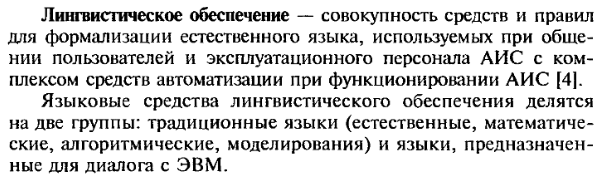 Лингвистическое обеспечение — совокупность средств и правил
для формализации естественного языка, используемых при обще-
нии пользователей и эксплуатационного персонала АИС с ком-
плексом средств автоматизации при функционировании АИС [4].
Языковые средства лингвистического обеспечения делятся
на две группы: традиционные языки (естественные, математиче-
ские, алгоритмические, моделирования) и языки, предназначен-
ные для диалога с ЭВМ.